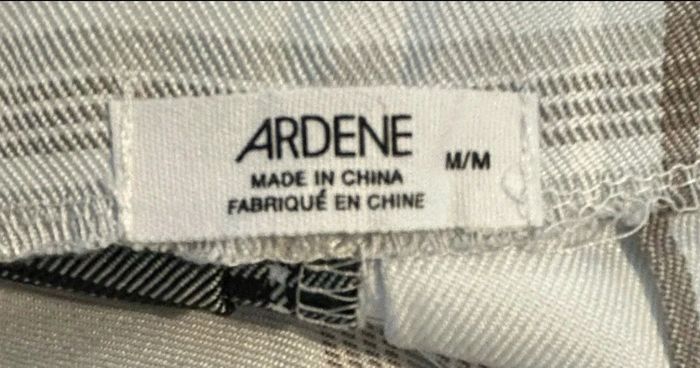 ARDENE
M/M
MADE IN CHINA
FABRIQUÉ EN CHINE